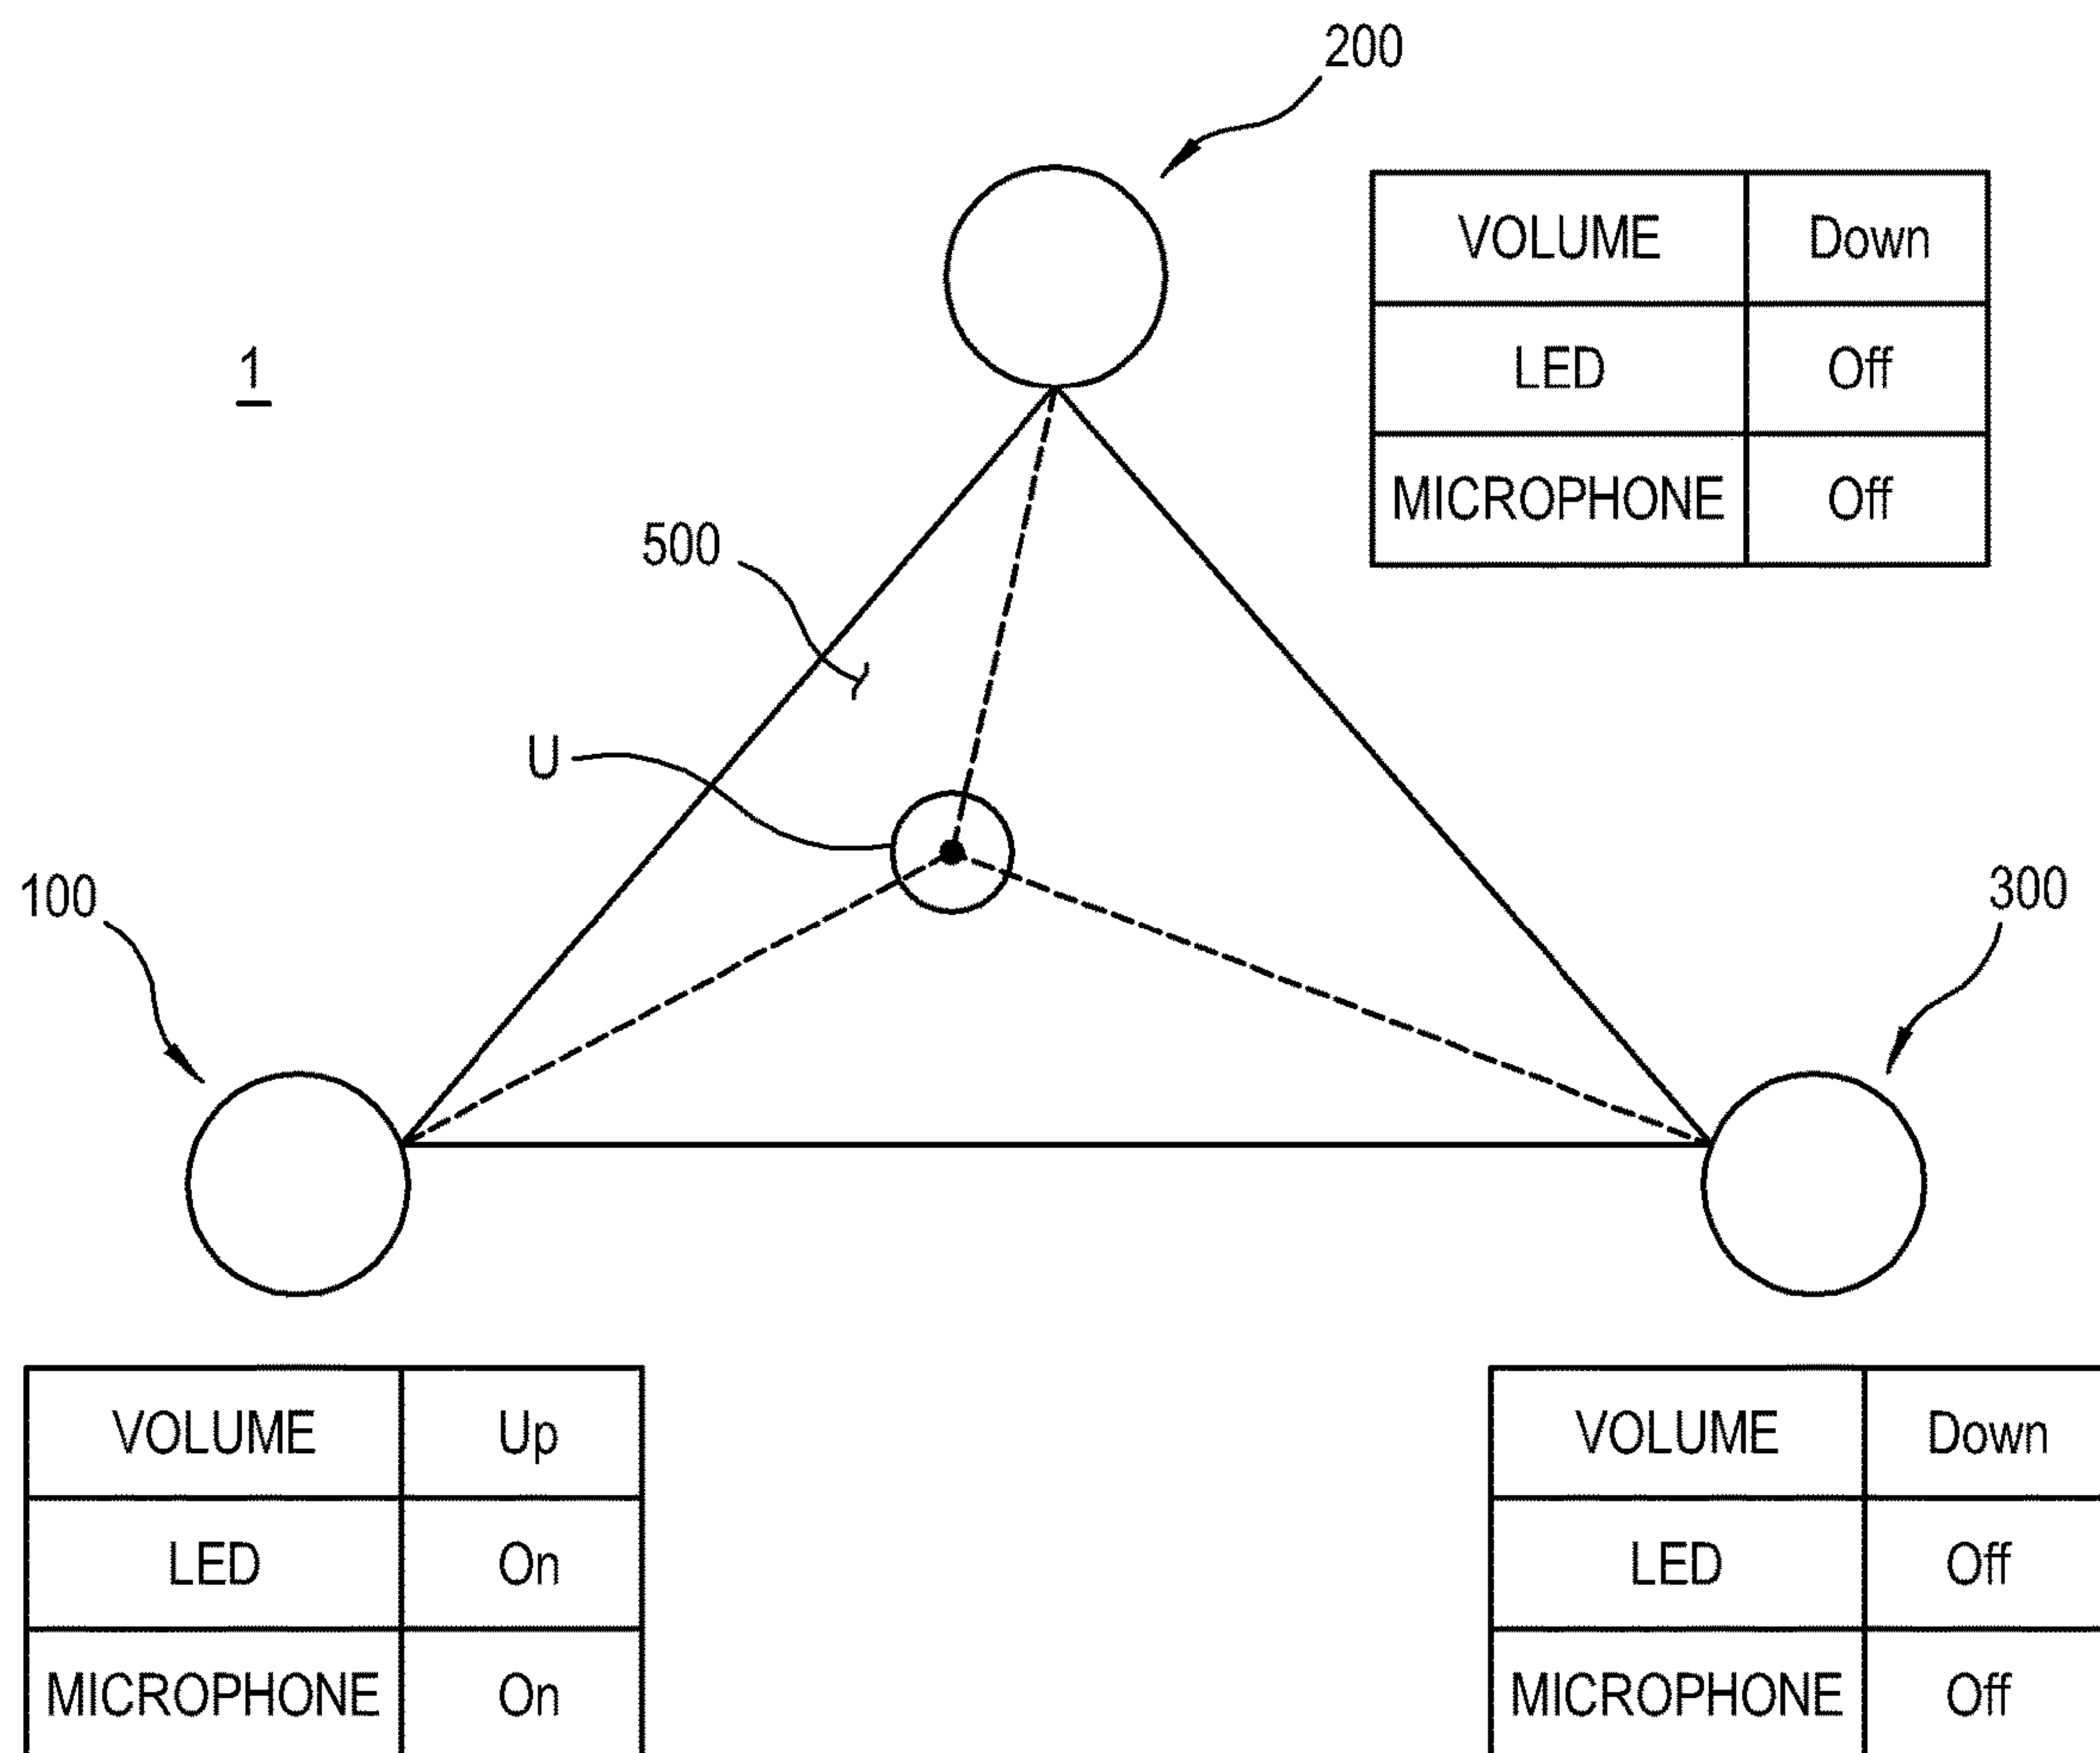 200
VOLUME Down
1
LED Off
MICROPHONE Off
500
U
100
300
VOLUME Up
LED On
MICROPHONE On
VOLUME Down
LED Off
MICROPHONE Off